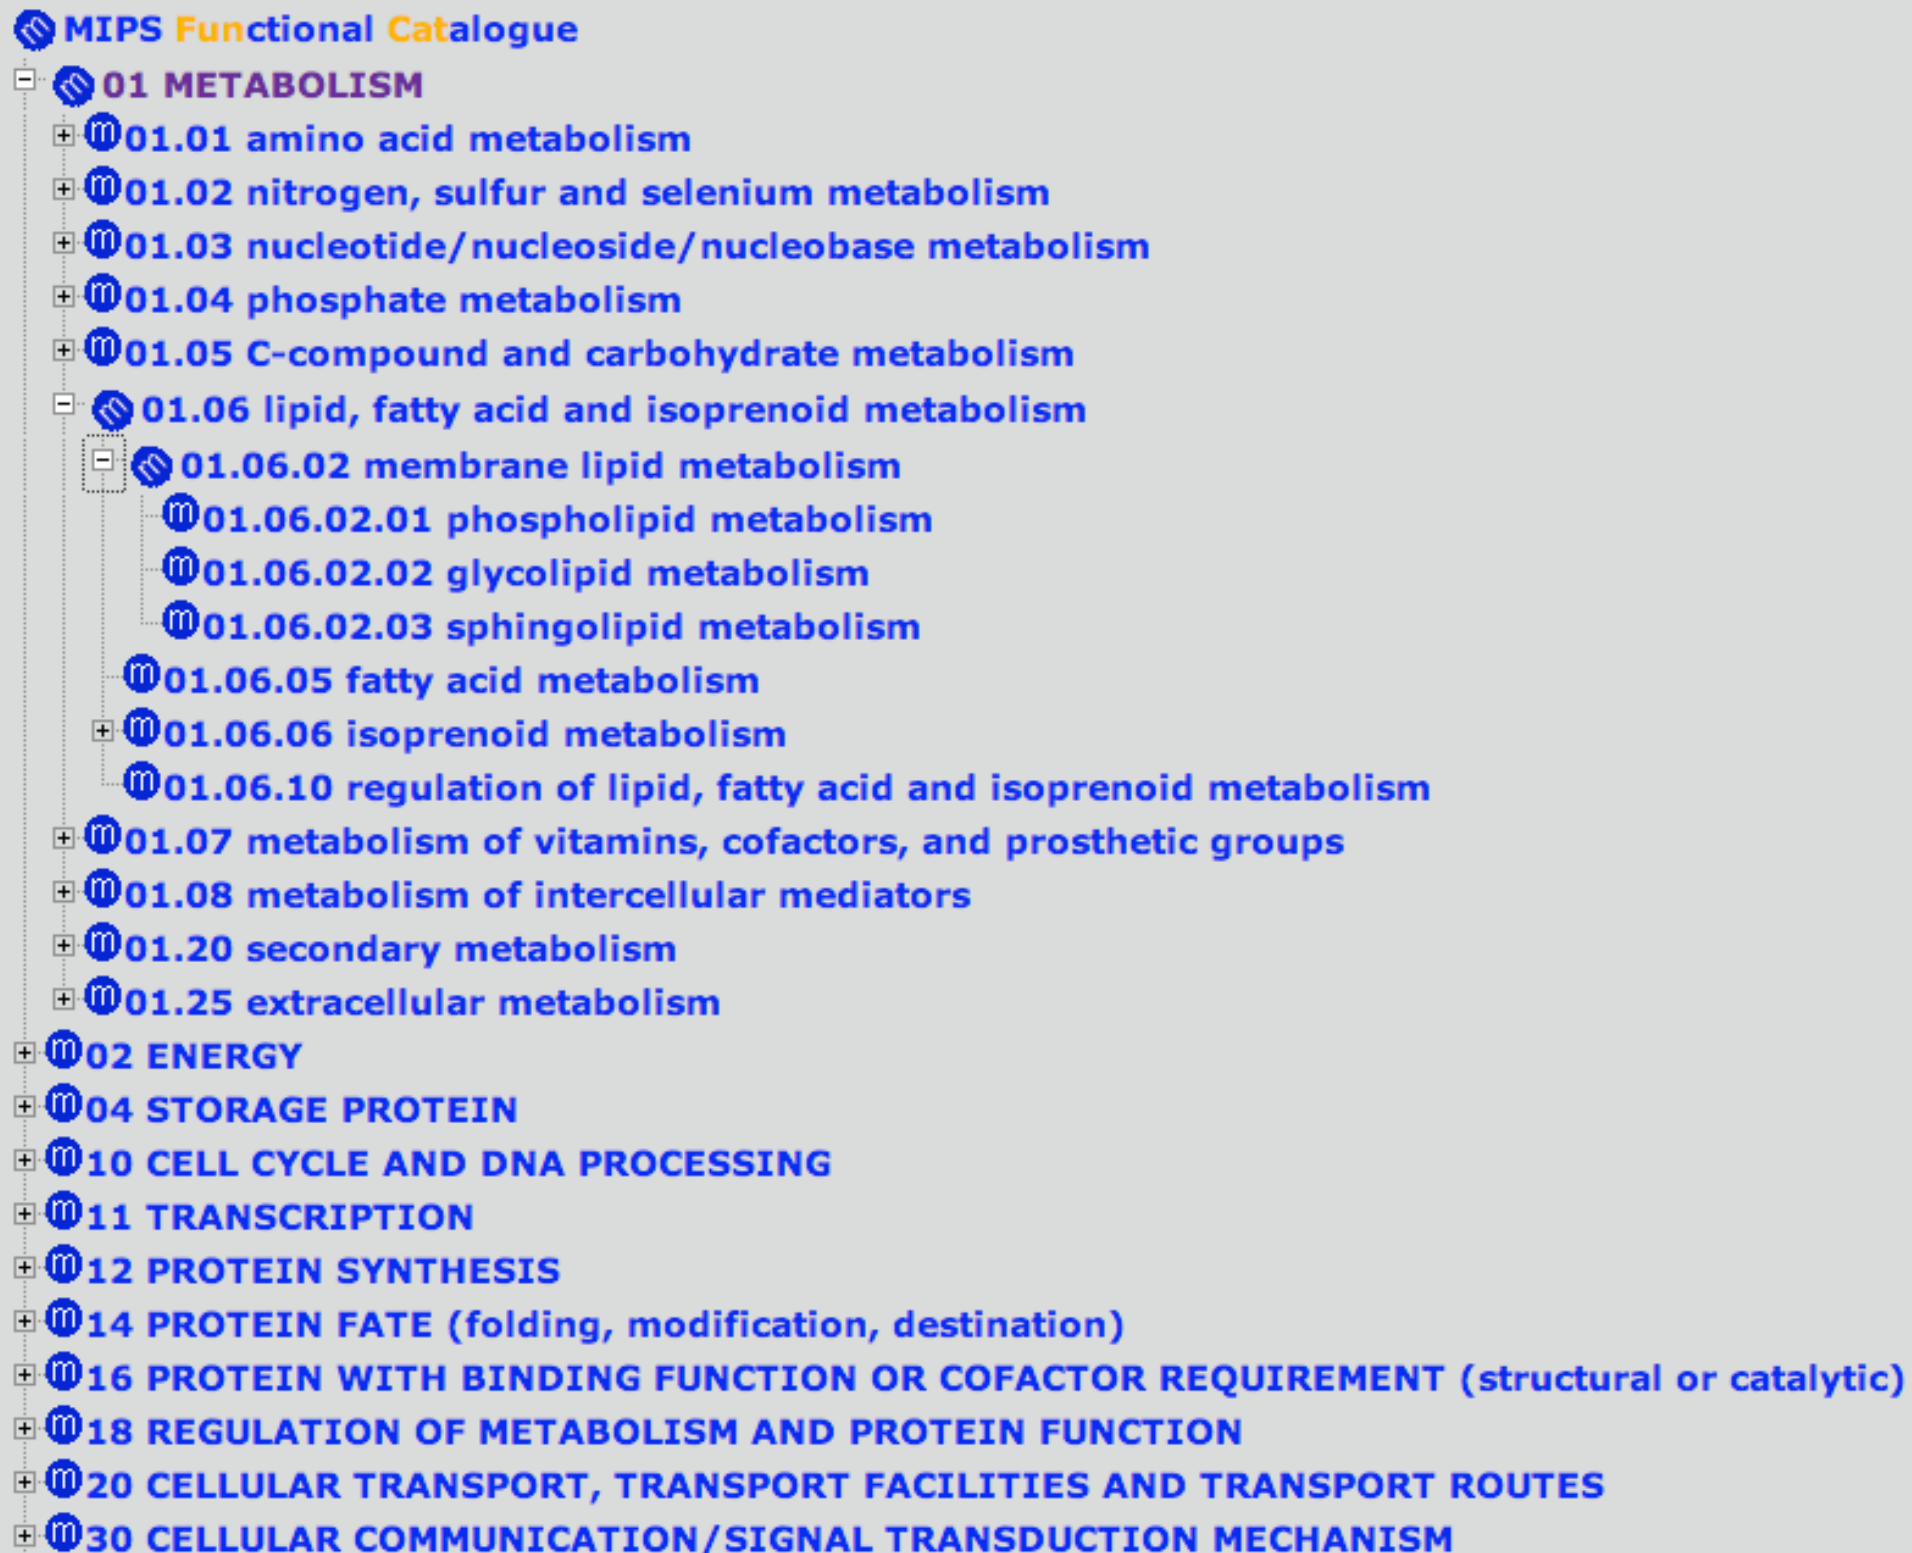 MIPS Functional Catalogue
01 METABOLISM
01.01 amino acid metabolism
01.02 nitrogen, sulfur and selenium metabolism
01.03 nucleotide/nucleoside/nucleobase metabolism
01.04 phosphate metabolism
01.05 C-compound and carbohydrate metabolism
01.06 lipid, fatty acid and isoprenoid metabolism
01.06.02 membrane lipid metabolism
01.06.02.01 phospholipid metabolism
01.06.02.02 glycolipid metabolism
01.06.02.03 sphingolipid metabolism
01.06.05 fatty acid metabolism
01.06.06 isoprenoid metabolism
01.06.10 regulation of lipid, fatty acid and isoprenoid metabolism
01.07 metabolism of vitamins, cofactors, and prosthetic groups
01.08 metabolism of intercellular mediators
01.20 secondary metabolism
01.25 extracellular metabolism
02 ENERGY
04 STORAGE PROTEIN
10 CELL CYCLE AND DNA PROCESSING
11 TRANSCRIPTION
12 PROTEIN SYNTHESIS
14 PROTEIN FATE (folding, modification, destination)
16 PROTEIN WITH BINDING FUNCTION OR COFACTOR REQUIREMENT (structural or catalytic)
18 REGULATION OF METABOLISM AND PROTEIN FUNCTION
20 CELLULAR TRANSPORT, TRANSPORT FACILITIES AND TRANSPORT ROUTES
30 CELLULAR COMMUNICATION/SIGNAL TRANSDUCTION MECHANISM